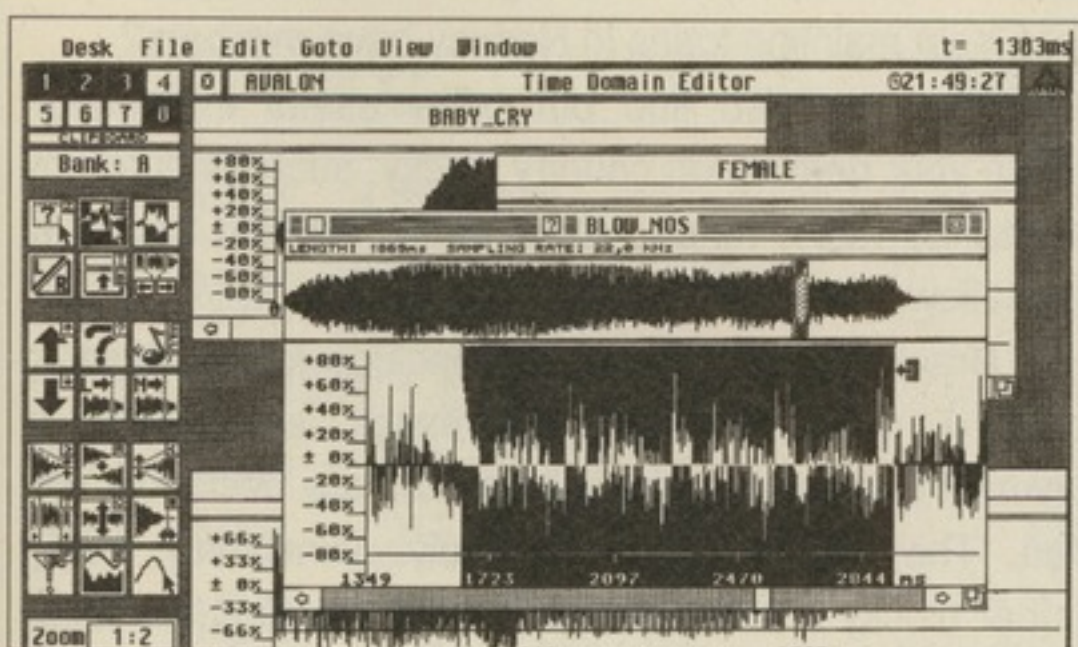 Desk File Edit Goto View Window t= 1383ms
1 2 3 4
5 6 7 8
CLIPBOARD
Bank: A
AVALON Time Domain Editor 21:49:27
BABY_CRY
FEMALE
BLOW_NOS
SAMPLING RATE: 22,0 kHz
+80%
+60%
+40%
+20%
± 0%
-20%
-40%
-60%
-80%
0
+80%
+60%
+40%
+20%
± 0%
-20%
-40%
-60%
-80%
1349 1723 2097 2470 2844 ms
+66%
+33%
± 0%
-33%
-66%
Zoom 1:2